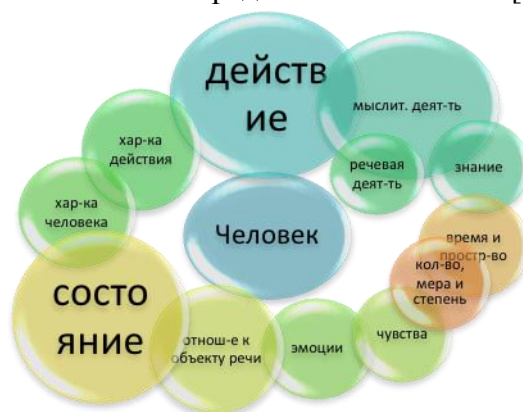 действ
ие
мыслит. деят-ть
хар-ка
действия
речевая
деят-ть
знание
хар-ка
человека
Человек
время и
простр-во
кол-во,
мера и
степень
состо
яние
отнош-е к
объекту речи
эмоции
чувства